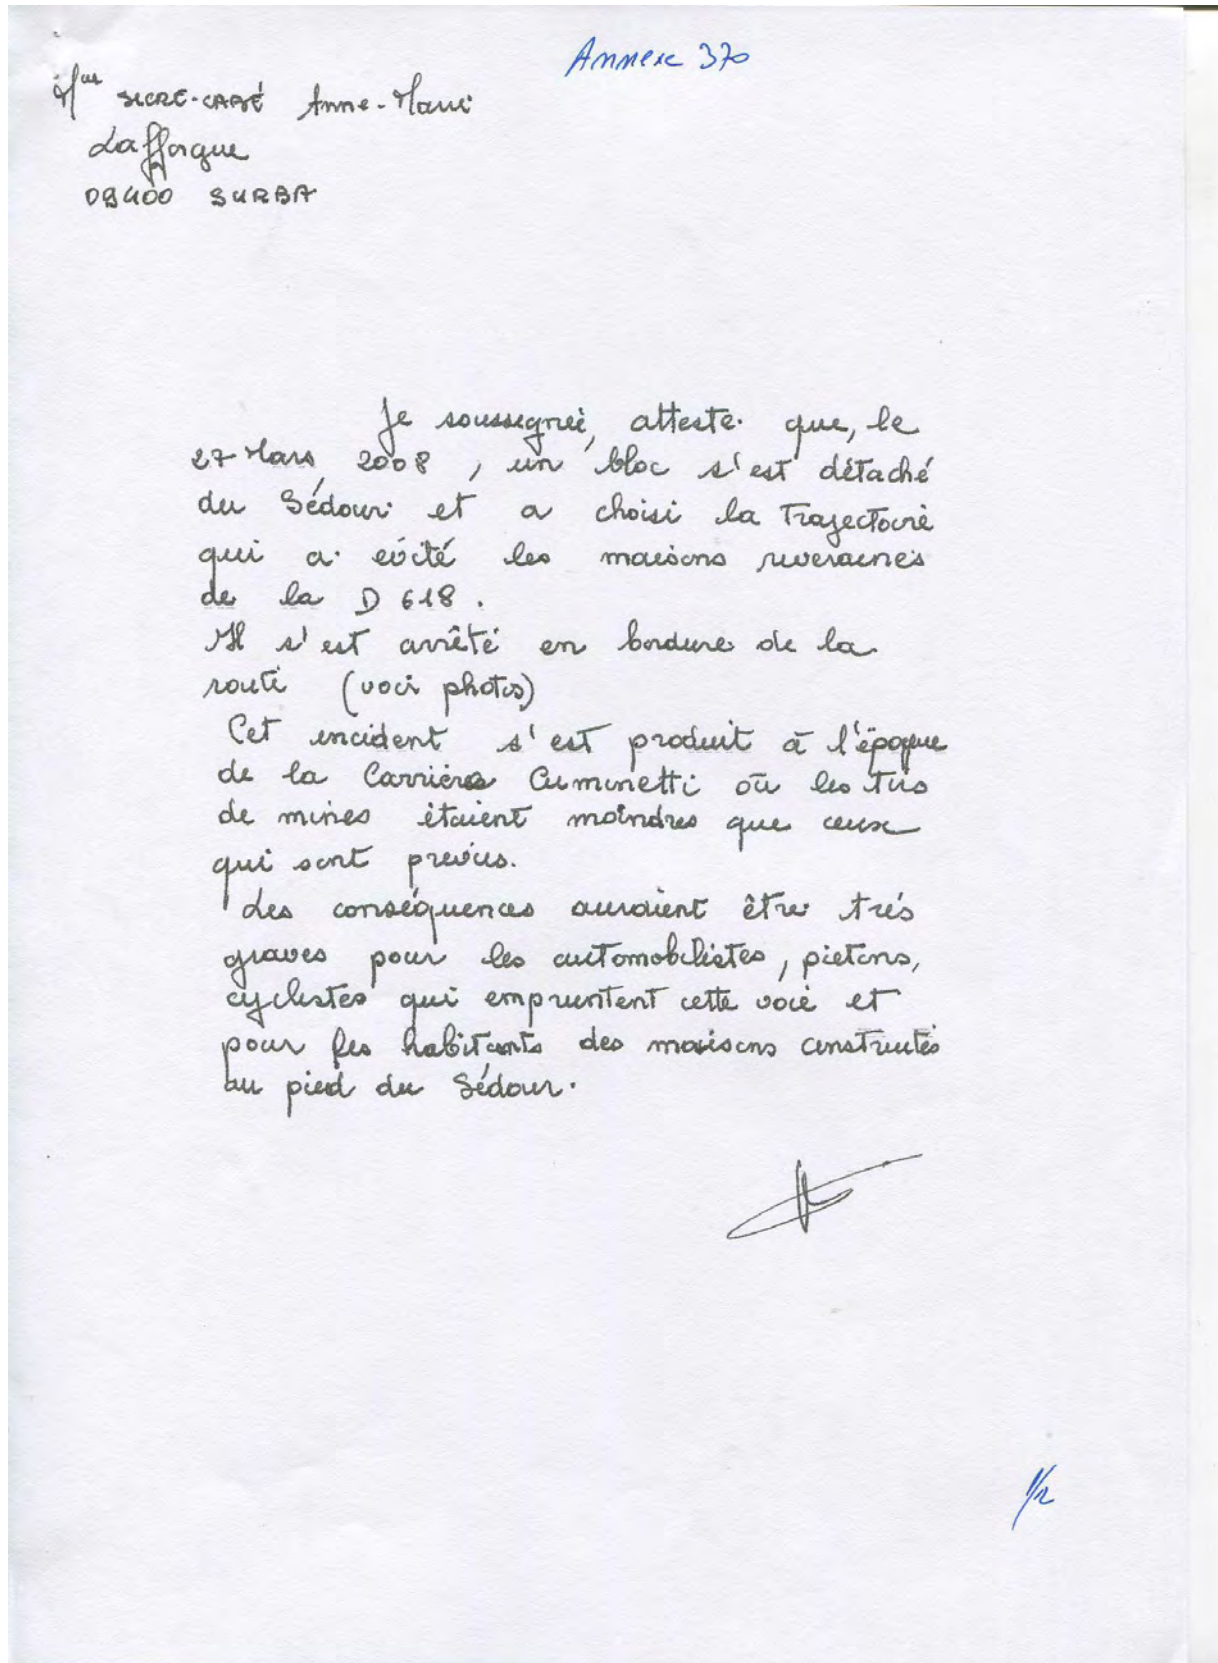 Annexe 370
Mme SICRE-CABÉ Anne-Marie
Lafforgue
09400 SURBA
Je soussignée, atteste que, le
27 Mars 2008, un bloc s'est détaché
du Sédour et a choisi la Trajectoire
qui a évité les maisons riveraines
de la D 618.
Il s'est arrêté en bordure de la
route (voir photos)
Cet incident s'est produit à l'époque
de la Carrière Cuminetti où les tirs
de mines étaient moindres que ceux
qui sont prévus.
Les conséquences auraient être très
graves pour les automobilistes, piétons,
cyclistes qui empruntent cette voie et
pour les habitants des maisons construites
au pied du Sédour.
1/2